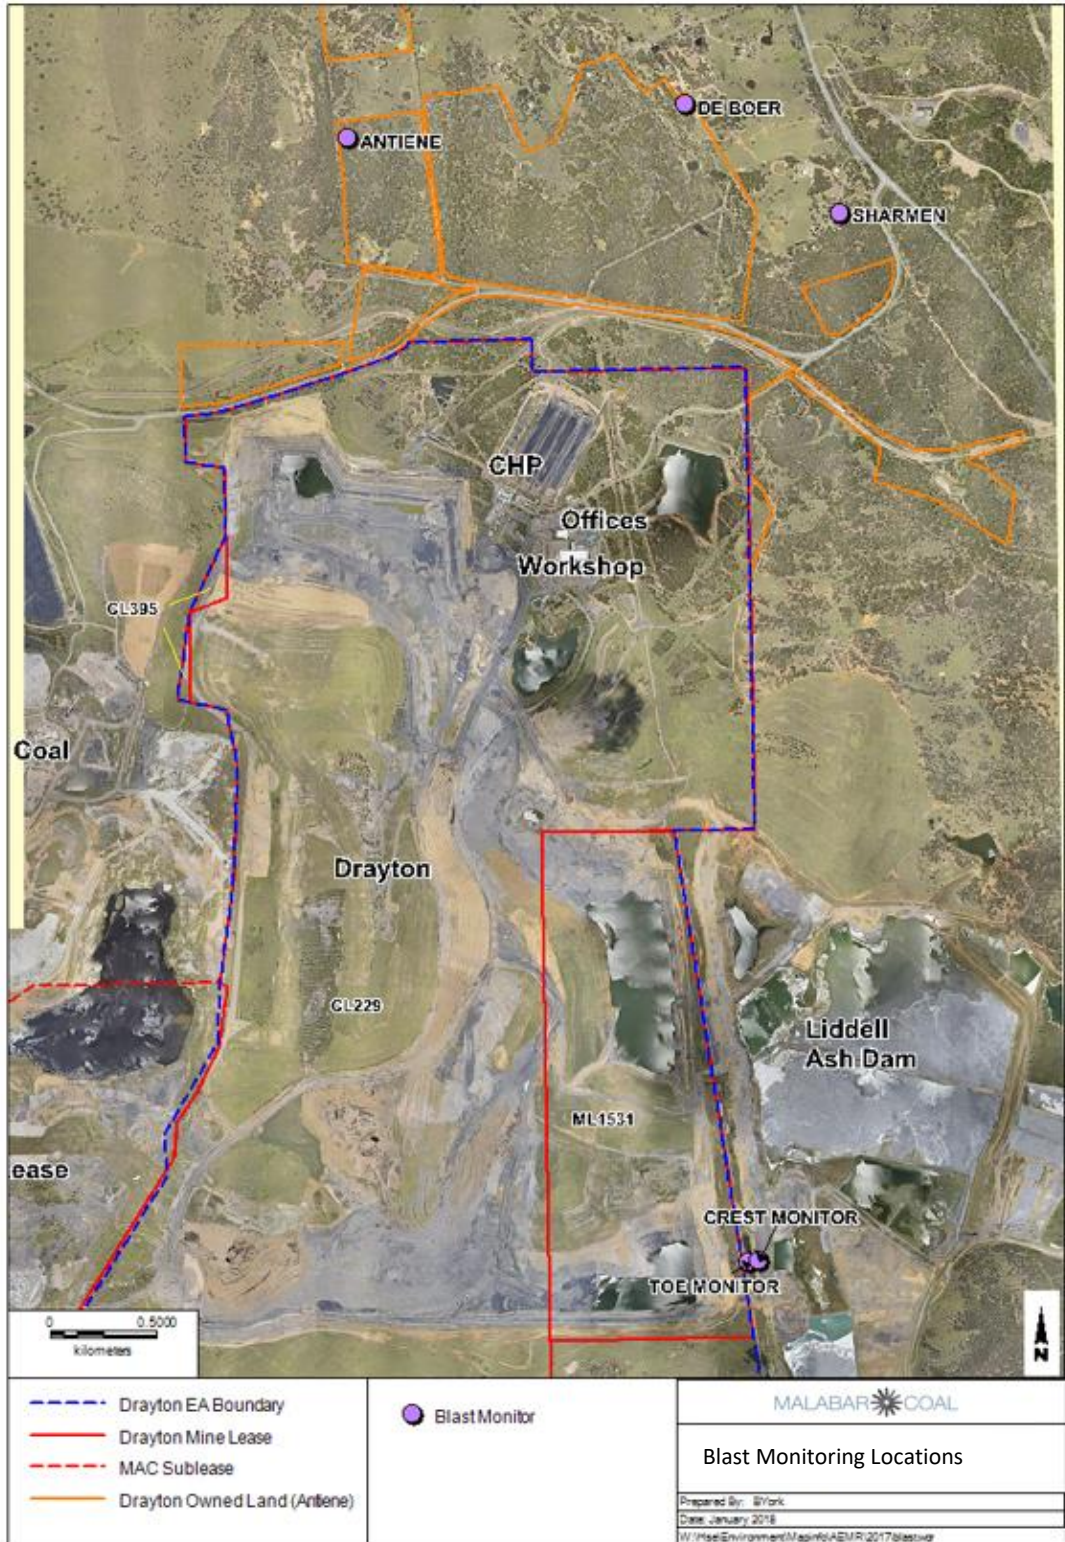 DE BOER
ANTIENE
SHARMEN
CHP
Offices
Workshop
CL395
Coal
Drayton
CL229
Liddell
Ash Dam
ML1531
ease
CREST MONITOR
TOE MONITOR
0 0.5000
kilometers
N
Drayton EA Boundary
Drayton Mine Lease
MAC Sublease
Drayton Owned Land (Antiene)
Blast Monitor
MALABAR COAL
Blast Monitoring Locations
Prepared By: BYork
Date: January 2018